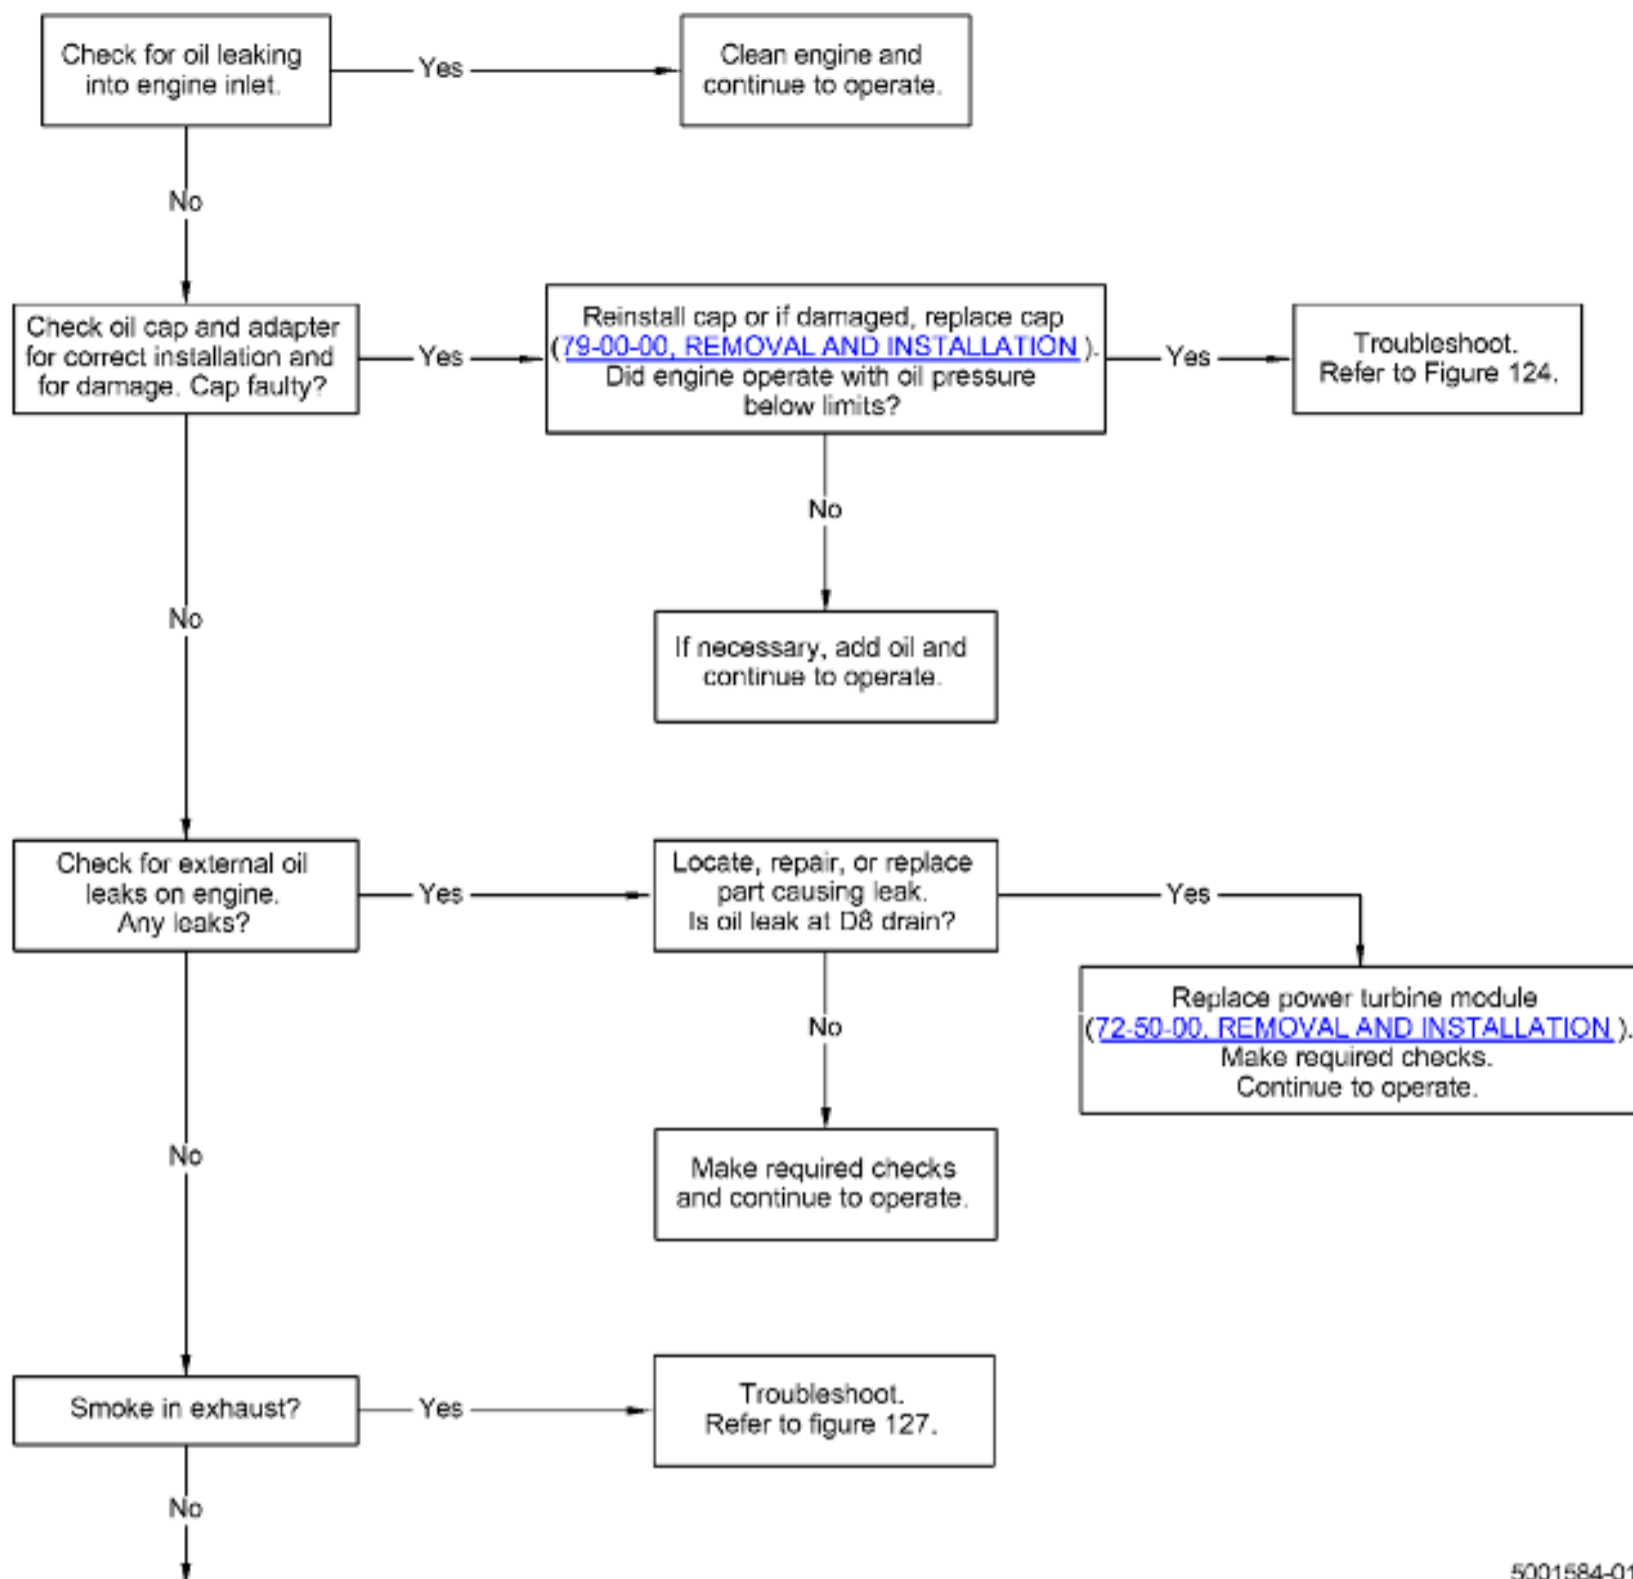 Check for oil leaking
into engine inlet.
Yes
Clean engine and
continue to operate.
No
Check oil cap and adapter
for correct installation and
for damage. Cap faulty?
Yes
Reinstall cap or if damaged, replace cap
(79-00-00, REMOVAL AND INSTALLATION ).
Did engine operate with oil pressure
below limits?
Yes
Troubleshoot.
Refer to Figure 124.
No
If necessary, add oil and
continue to operate.
No
Check for external oil
leaks on engine.
Any leaks?
Yes
Locate, repair, or replace
part causing leak.
Is oil leak at D8 drain?
Yes
Replace power turbine module
(72-50-00, REMOVAL AND INSTALLATION ).
Make required checks.
Continue to operate.
No
Make required checks
and continue to operate.
No
Smoke in exhaust?
Yes
Troubleshoot.
Refer to figure 127.
No
5001584-01